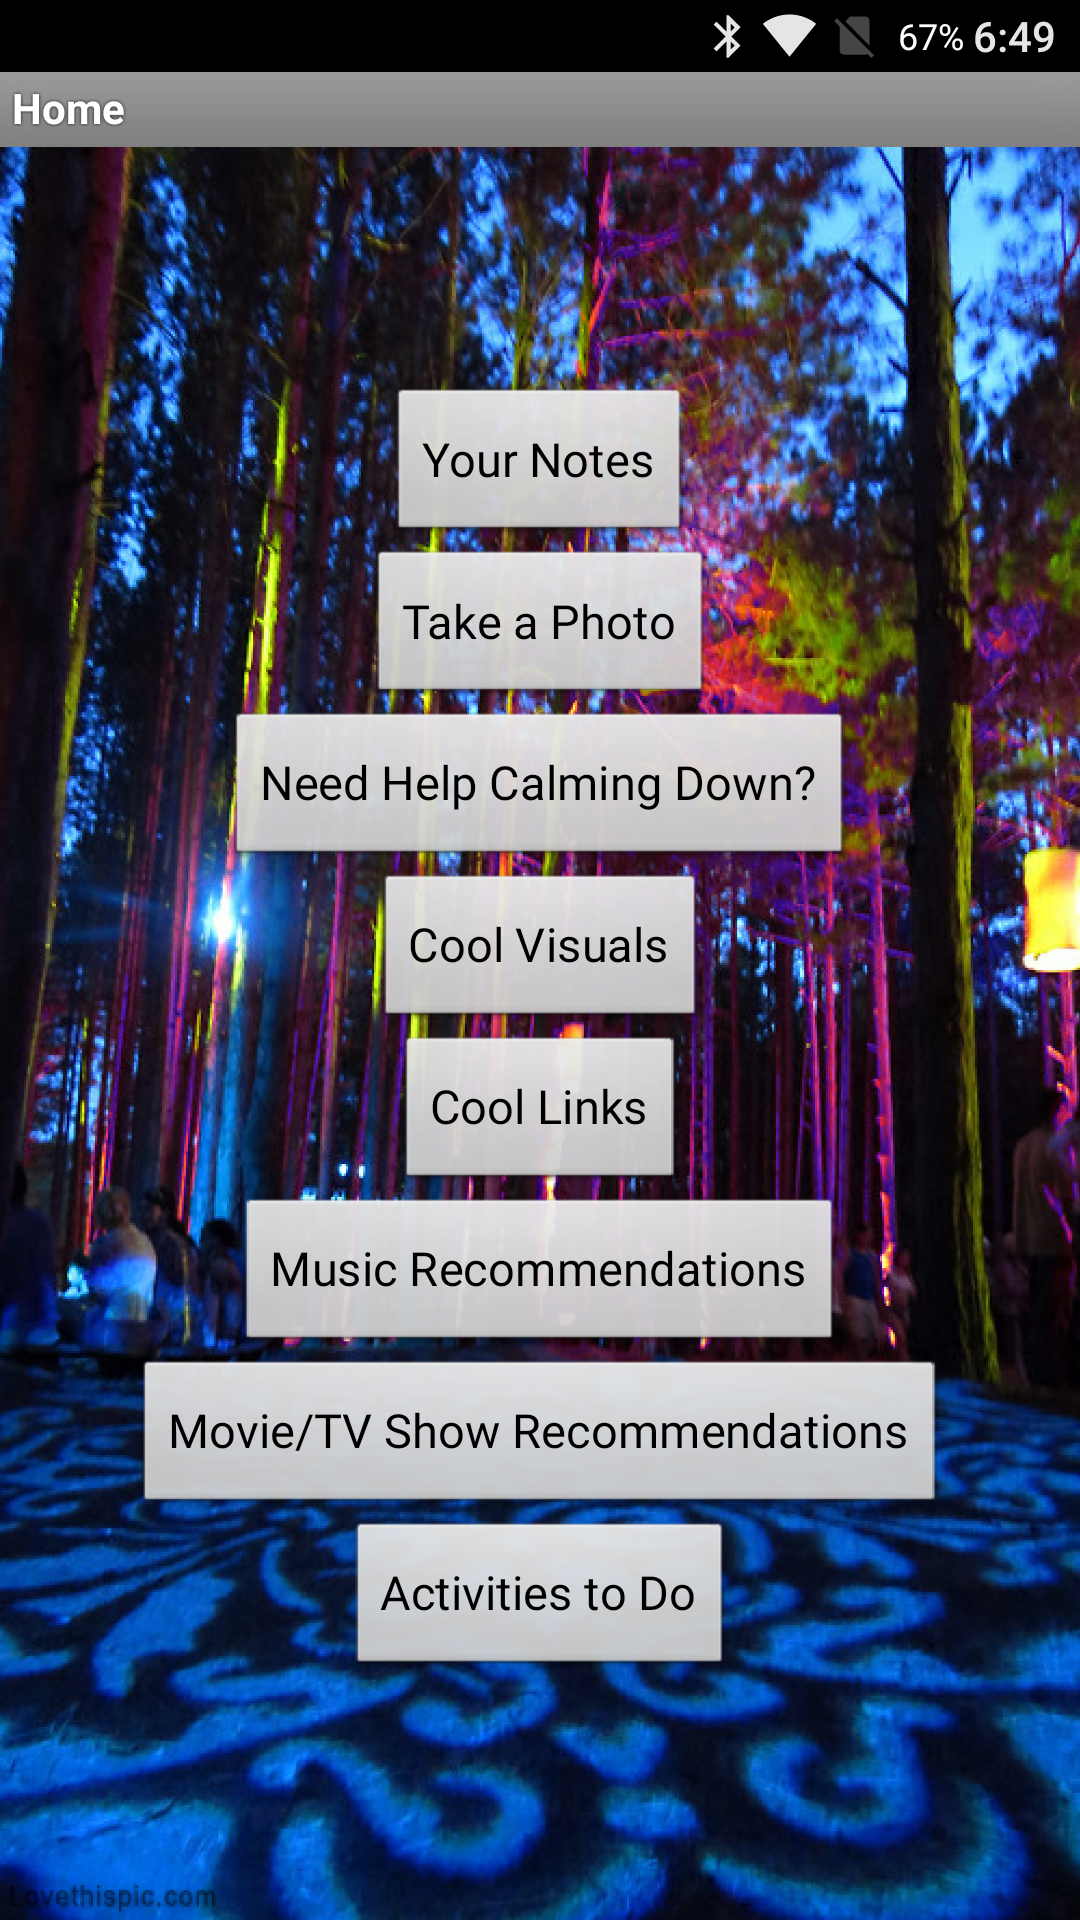 67% 6:49
Home
Your Notes
Take a Photo
Need Help Calming Down?
Cool Visuals
Cool Links
Music Recommendations
Movie/TV Show Recommendations
Activities to Do
Lovethispic.com